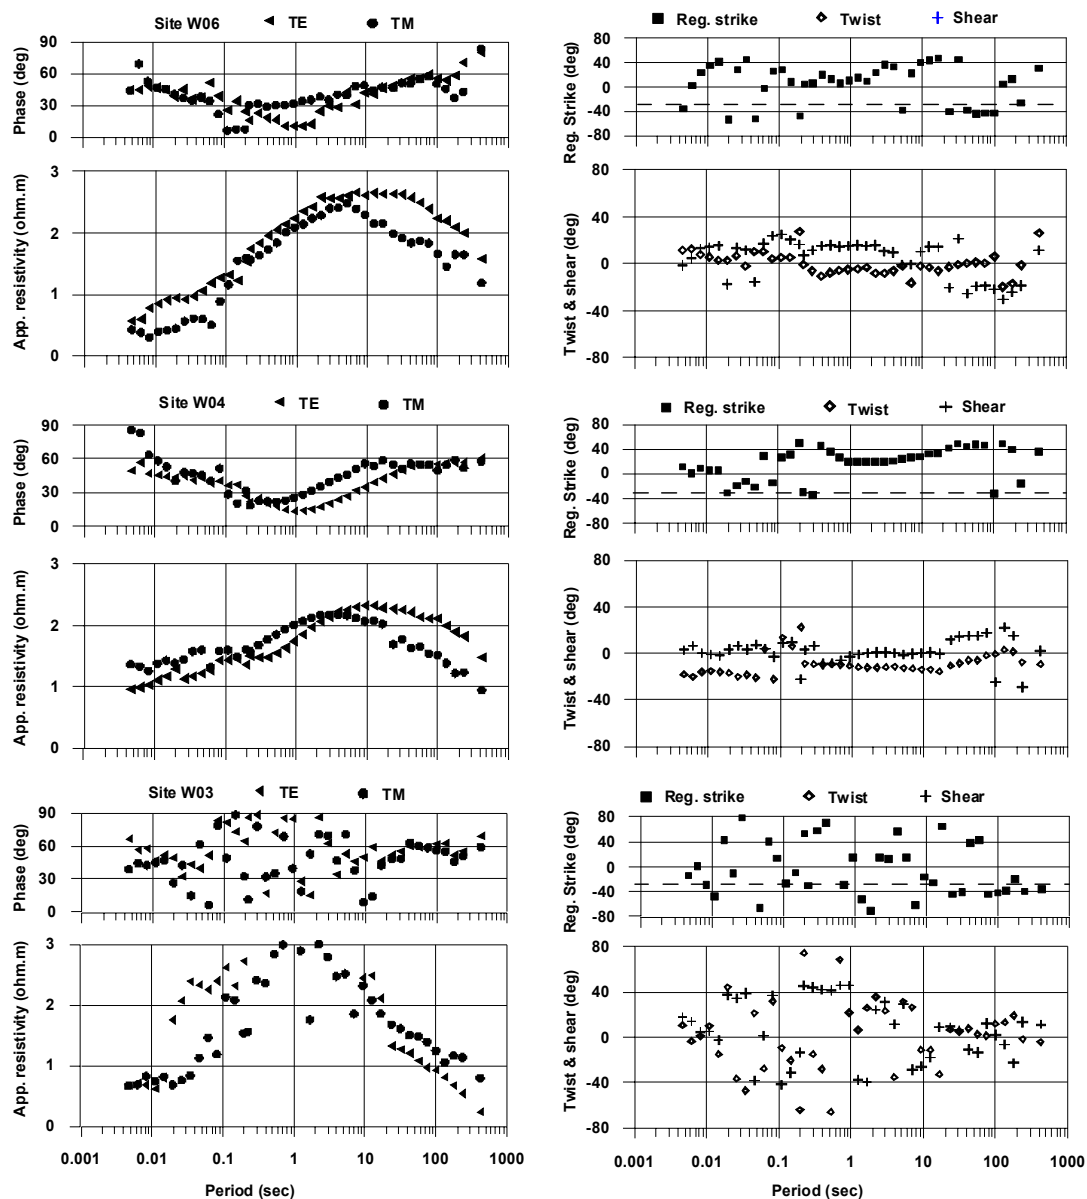 Site W06 TE TM
Phase (deg)
90
60
30
0
App. resistivity (ohm.m)
3
2
1
0
Reg. strike Twist Shear
Reg. Strike (deg)
80
40
0
-40
-80
Twist & shear (deg)
80
40
0
-40
-80
Site W04 TE TM
Phase (deg)
90
60
30
0
App. resistivity (ohm.m)
3
2
1
0
Reg. strike Twist Shear
Reg. Strike (deg)
80
40
0
-40
-80
Twist & shear (deg)
80
40
0
-40
-80
Site W03 TE TM
Phase (deg)
90
60
30
0
App. resistivity (ohm.m)
3
2
1
0
0.001 0.01 0.1 1 10 100 1000
Period (sec)
Reg. strike Twist Shear
Reg. Strike (deg)
80
40
0
-40
-80
Twist & shear (deg)
80
40
0
-40
-80
0.001 0.01 0.1 1 10 100 1000
Period (sec)